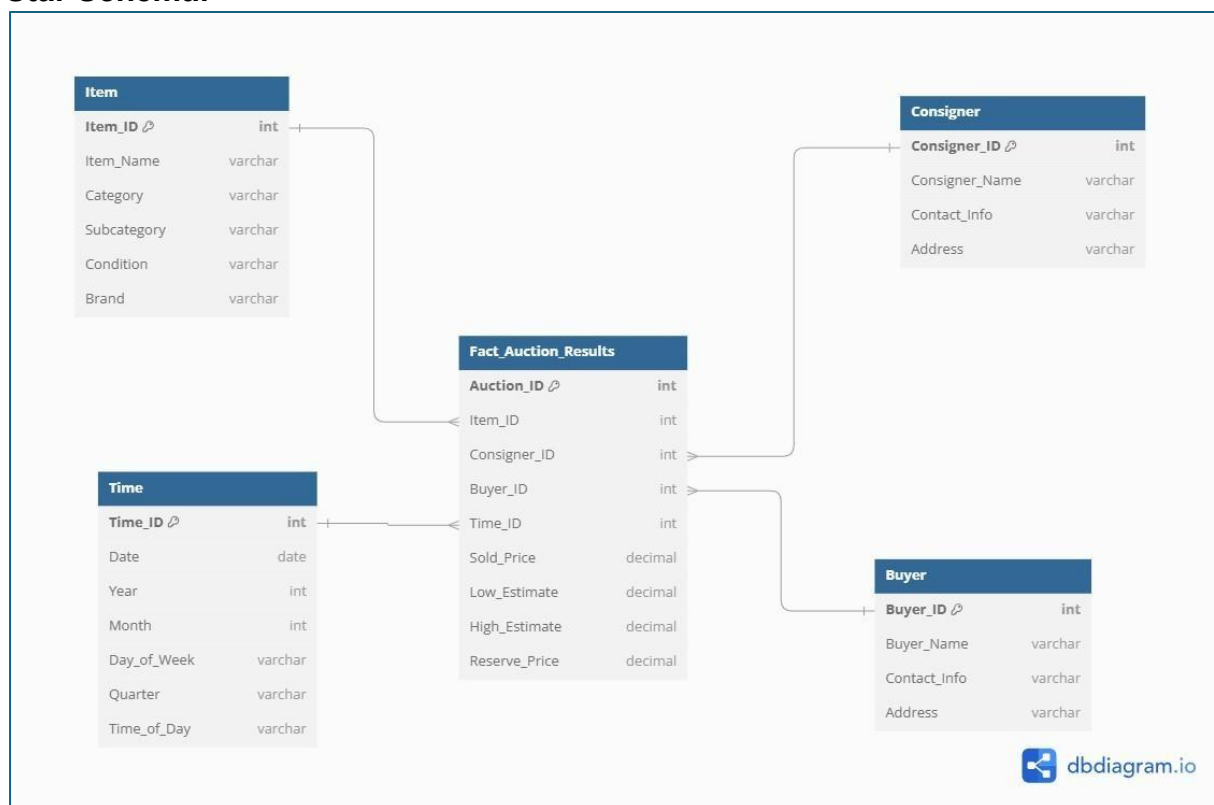 Star Schema:
Item
Item_ID int
Item_Name varchar
Category varchar
Subcategory varchar
Condition varchar
Brand varchar
Consigner
Consigner_ID int
Consigner_Name varchar
Contact_Info varchar
Address varchar
Fact_Auction_Results
Auction_ID int
Item_ID int
Consigner_ID int
Buyer_ID int
Time_ID int
Sold_Price decimal
Low_Estimate decimal
High_Estimate decimal
Reserve_Price decimal
Time
Time_ID int
Date date
Year int
Month int
Day_of_Week varchar
Quarter varchar
Time_of_Day varchar
Buyer
Buyer_ID int
Buyer_Name varchar
Contact_Info varchar
Address varchar
dbdiagram.io